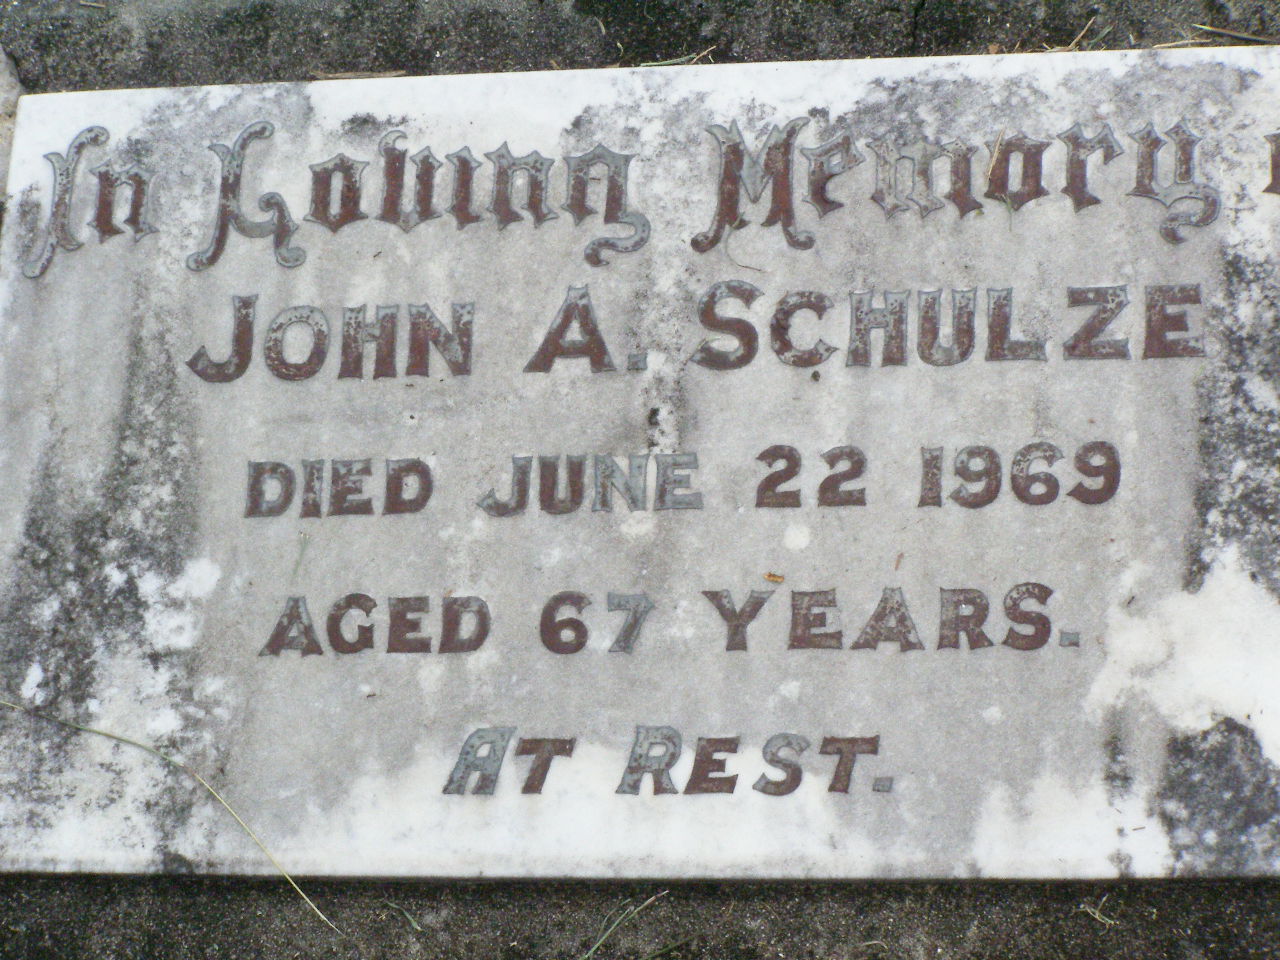 In Loving Memory
JOHN A. SCHULZE
DIED JUNE 22 1969
AGED 67 YEARS.
AT REST.